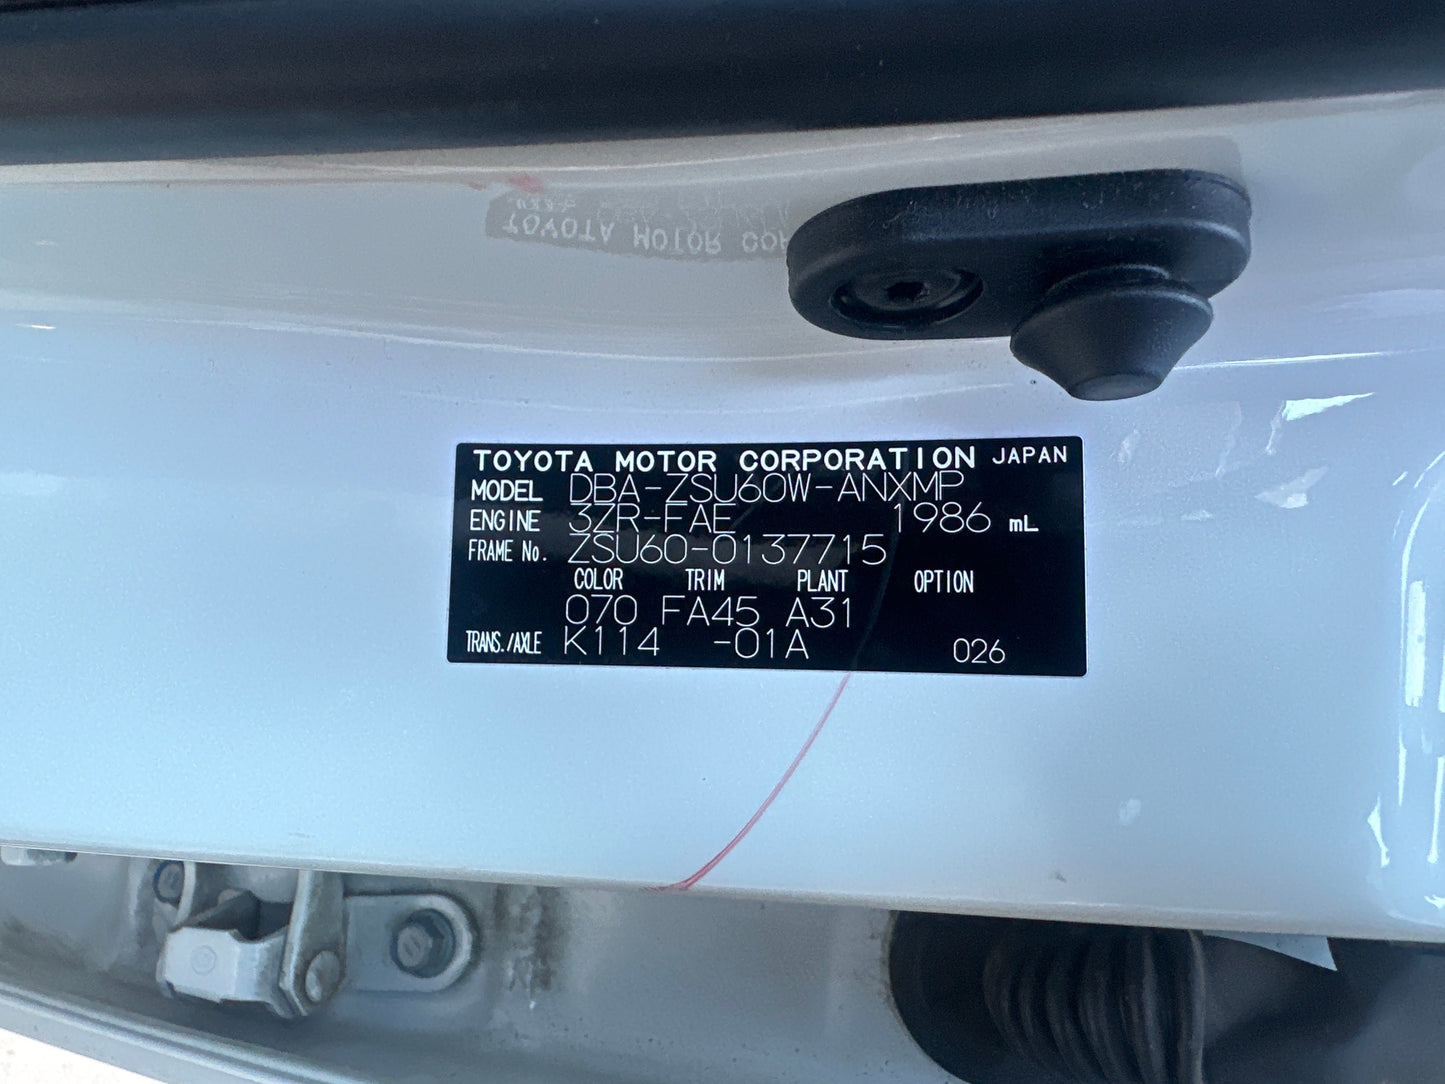 TOYOTA MOTOR CORPORATION JAPAN
MODEL DBA-ZSU60W-ANXMP
ENGINE 3ZR-FAE 1986 mL
FRAME No. ZSU60-0137715
COLOR TRIM PLANT OPTION
070 FA45 A31
TRANS./AXLE K114 -01A 026